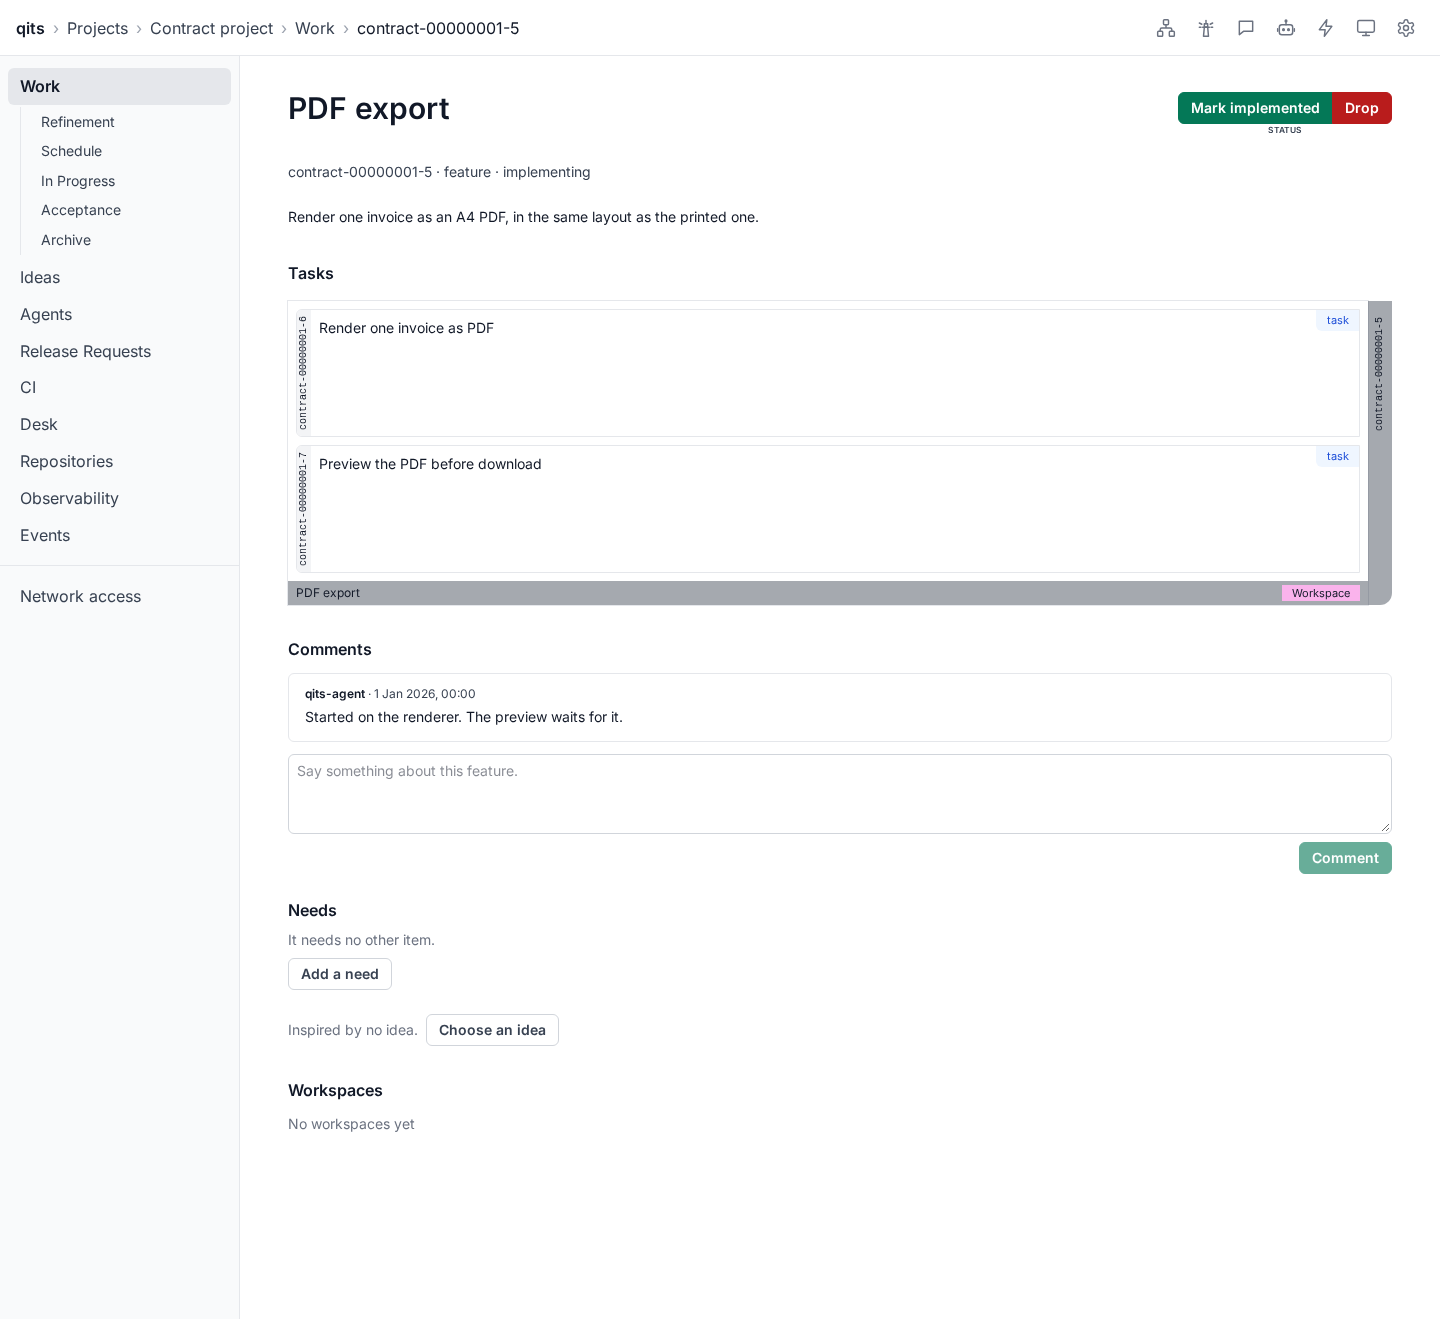 qits › Projects › Contract project › Work › contract-00000001-5
Work
Refinement
Schedule
In Progress
Acceptance
Archive
Ideas
Agents
Release Requests
CI
Desk
Repositories
Observability
Events
Network access
PDF export
Mark implemented
Drop
STATUS
contract-00000001-5 · feature · implementing
Render one invoice as an A4 PDF, in the same layout as the printed one.
Tasks
contract-00000001-6
Render one invoice as PDF
task
contract-00000001-5
contract-00000001-7
Preview the PDF before download
task
PDF export
Workspace
Comments
qits-agent · 1 Jan 2026, 00:00
Started on the renderer. The preview waits for it.
Say something about this feature.
Comment
Needs
It needs no other item.
Add a need
Inspired by no idea.
Choose an idea
Workspaces
No workspaces yet